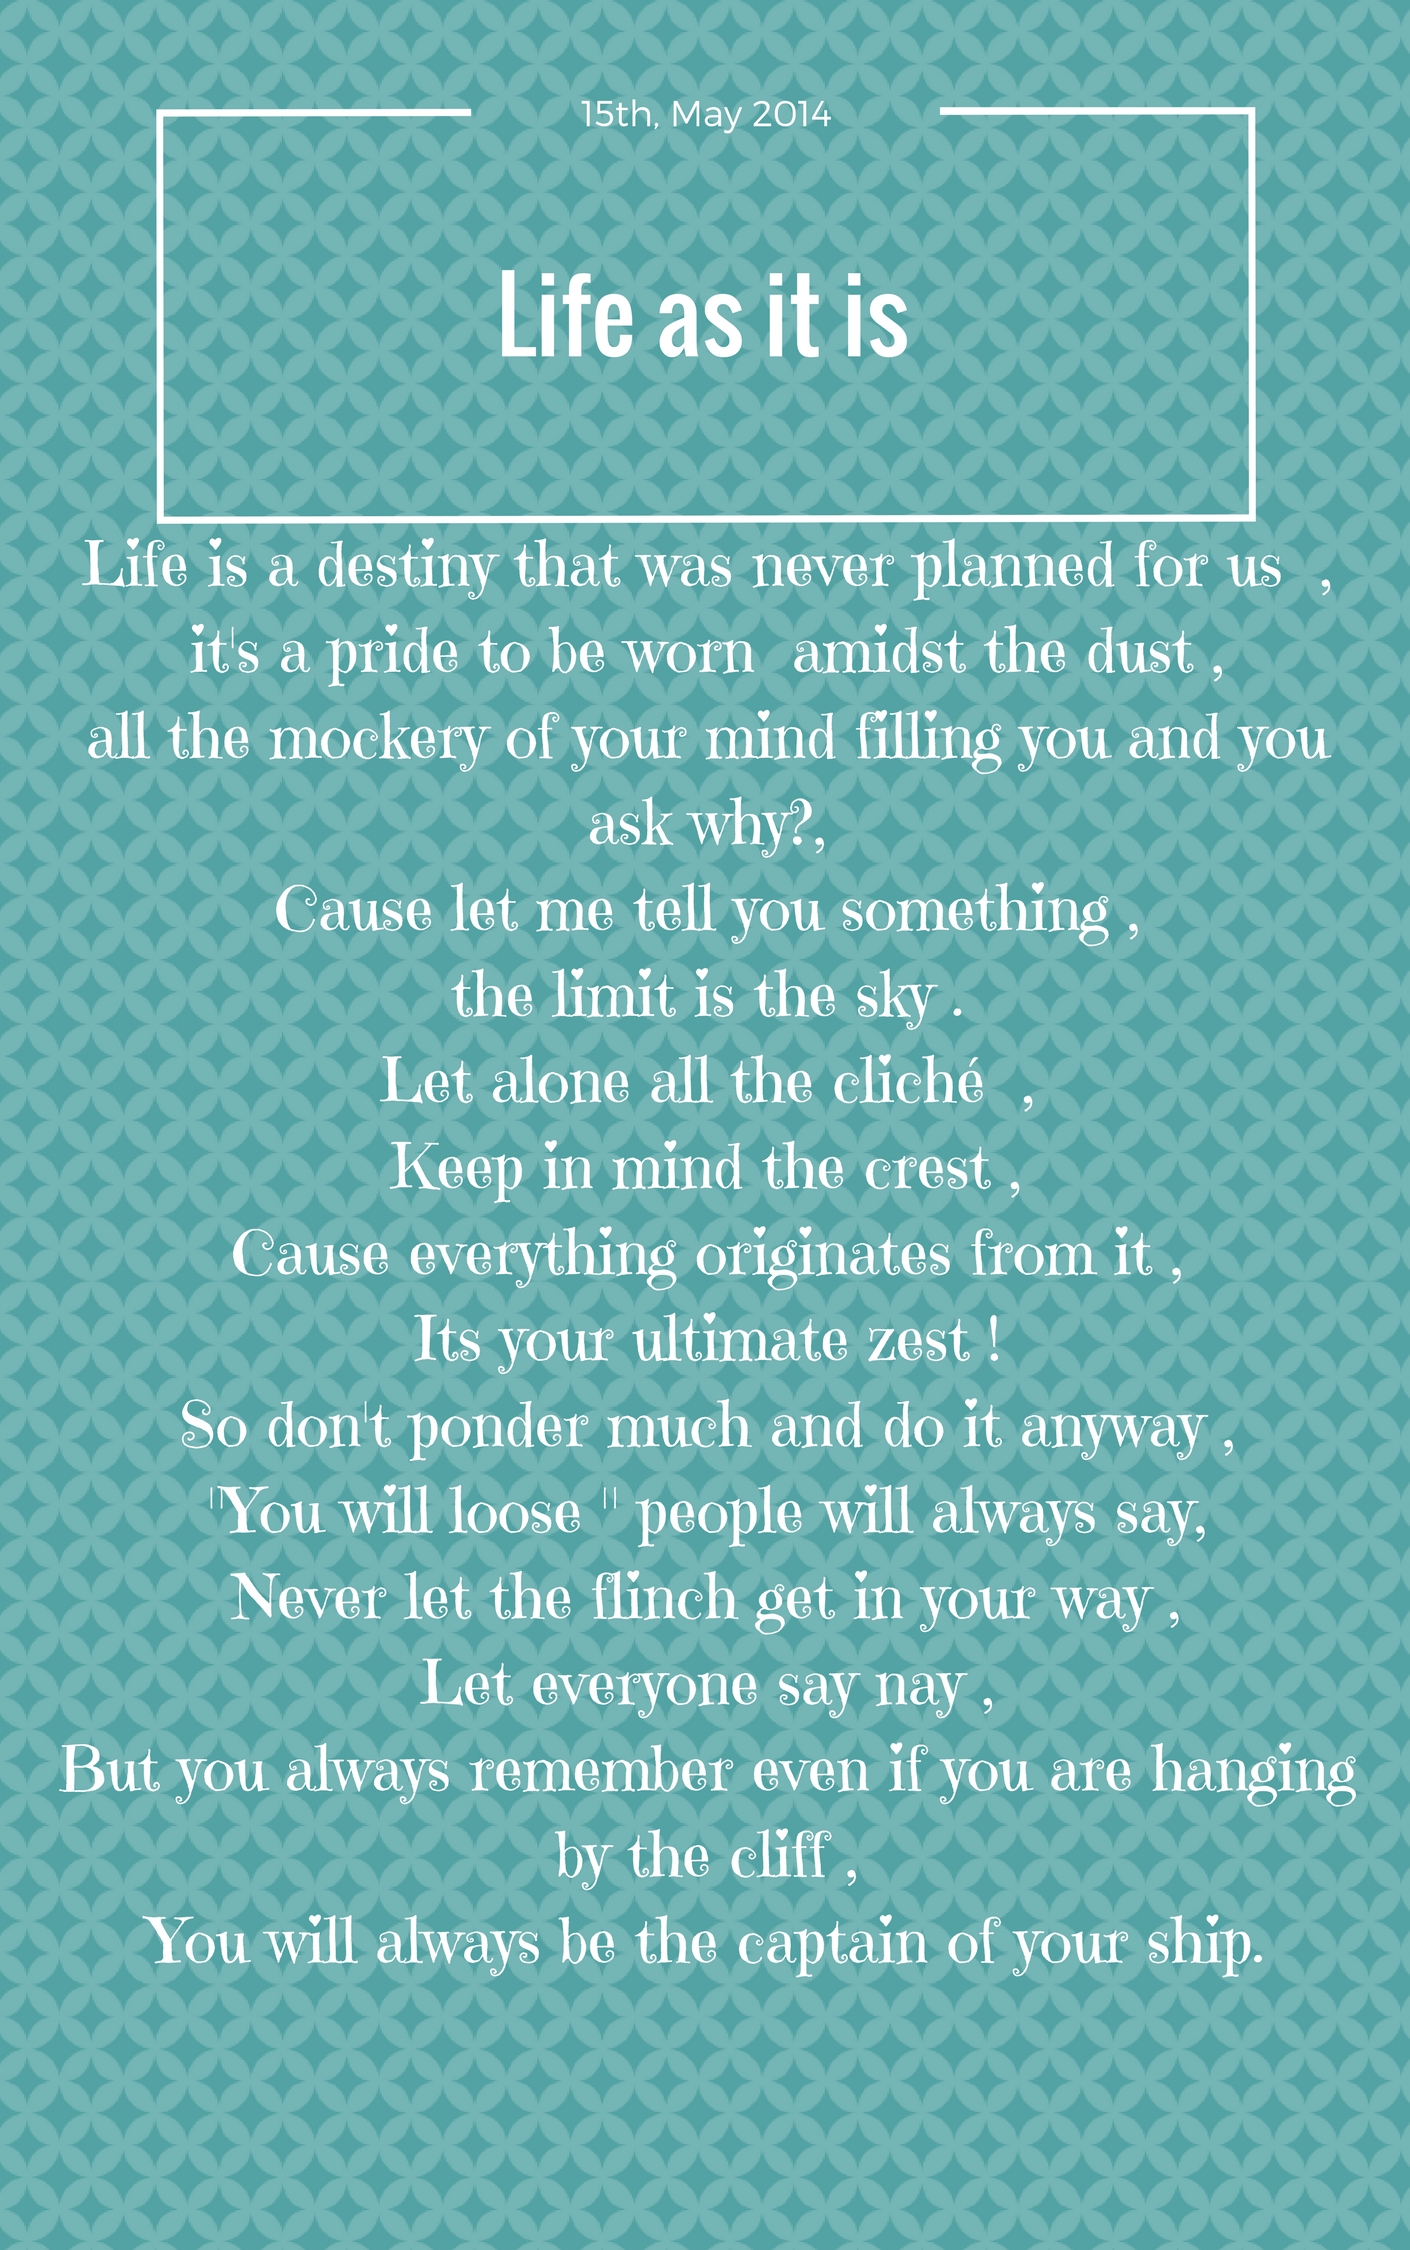 15th, May 2014
Life as it is
Life is a destiny that was never planned for us  ,
it's a pride to be worn  amidst the dust ,
all the mockery of your mind filling you and you
ask why?,
Cause let me tell you something ,
the limit is the sky .
Let alone all the cliché  ,
Keep in mind the crest ,
Cause everything originates from it ,
Its your ultimate zest !
So don't ponder much and do it anyway ,
'You will loose '' people will always say,
Never let the flinch get in your way ,
Let everyone say nay ,
But you always remember even if you are hanging
by the cliff ,
You will always be the captain of your ship.